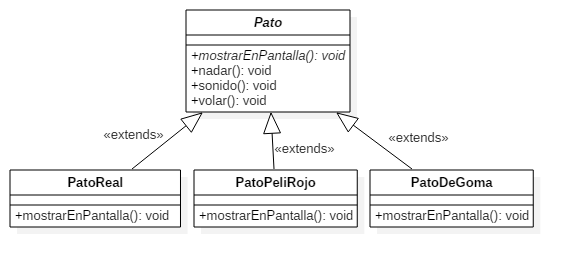 Pato
+mostrarEnPantalla(): void
+nadar(): void
+sonido(): void
+volar(): void
«extends»
«extends»
«extends»
PatoReal
+mostrarEnPantalla(): void
PatoPeliRojo
+mostrarEnPantalla(): void
PatoDeGoma
+mostrarEnPantalla(): void